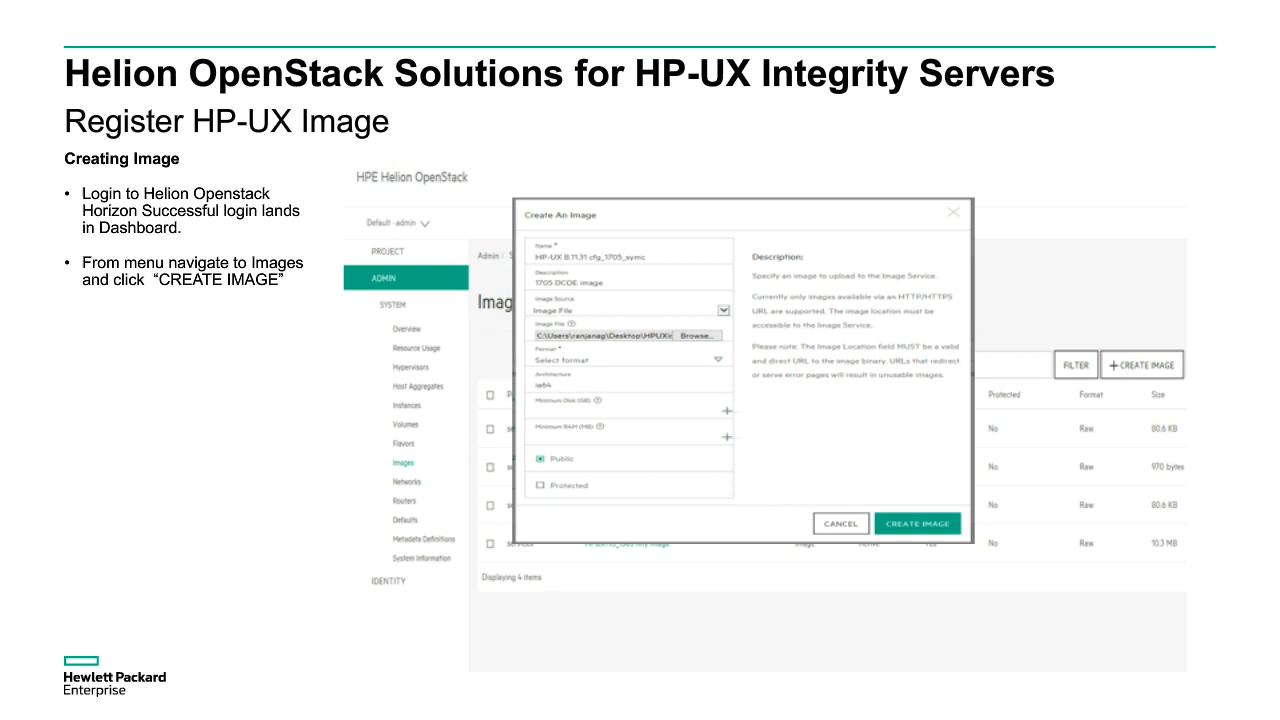 Helion OpenStack Solutions for HP-UX Integrity Servers
Register HP-UX Image
Creating Image
• Login to Helion Openstack
Horizon Successful login lands
in Dashboard.
• From menu navigate to Images
and click “CREATE IMAGE”
HPE Helion OpenStack
Default - admin
PROJECT
ADMIN
SYSTEM
Overview
Resource Usage
Hypervisors
Host Aggregates
Instances
Volumes
Flavors
Images
Networks
Routers
Defaults
Metadata Definitions
System Information
IDENTITY
Admin /
Imag
Create An Image
Name *
HP-UX B.11.31 cfg_1705_symc
Description
1705 DCOE image
Image Source
Image File
Image File
C:\Users\ranjanag\Desktop\HPUXir Browse...
Format *
Select format
Architecture
ia64
Minimum Disk (GB)
Minimum RAM (MB)
Public
Protected
Description:
Specify an image to upload to the Image Service.
Currently only images available via an HTTP/HTTPS
URL are supported. The image location must be
accessible to the Image Service.
Please note: The Image Location field MUST be a valid
and direct URL to the image binary. URLs that redirect
or serve error pages will result in unusable images.
CANCEL CREATE IMAGE
FILTER +CREATE IMAGE
Protected Format Size
No Raw 80.6 KB
No Raw 970 bytes
No Raw 80.6 KB
No Raw 10.3 MB
Displaying 4 items
Hewlett Packard
Enterprise